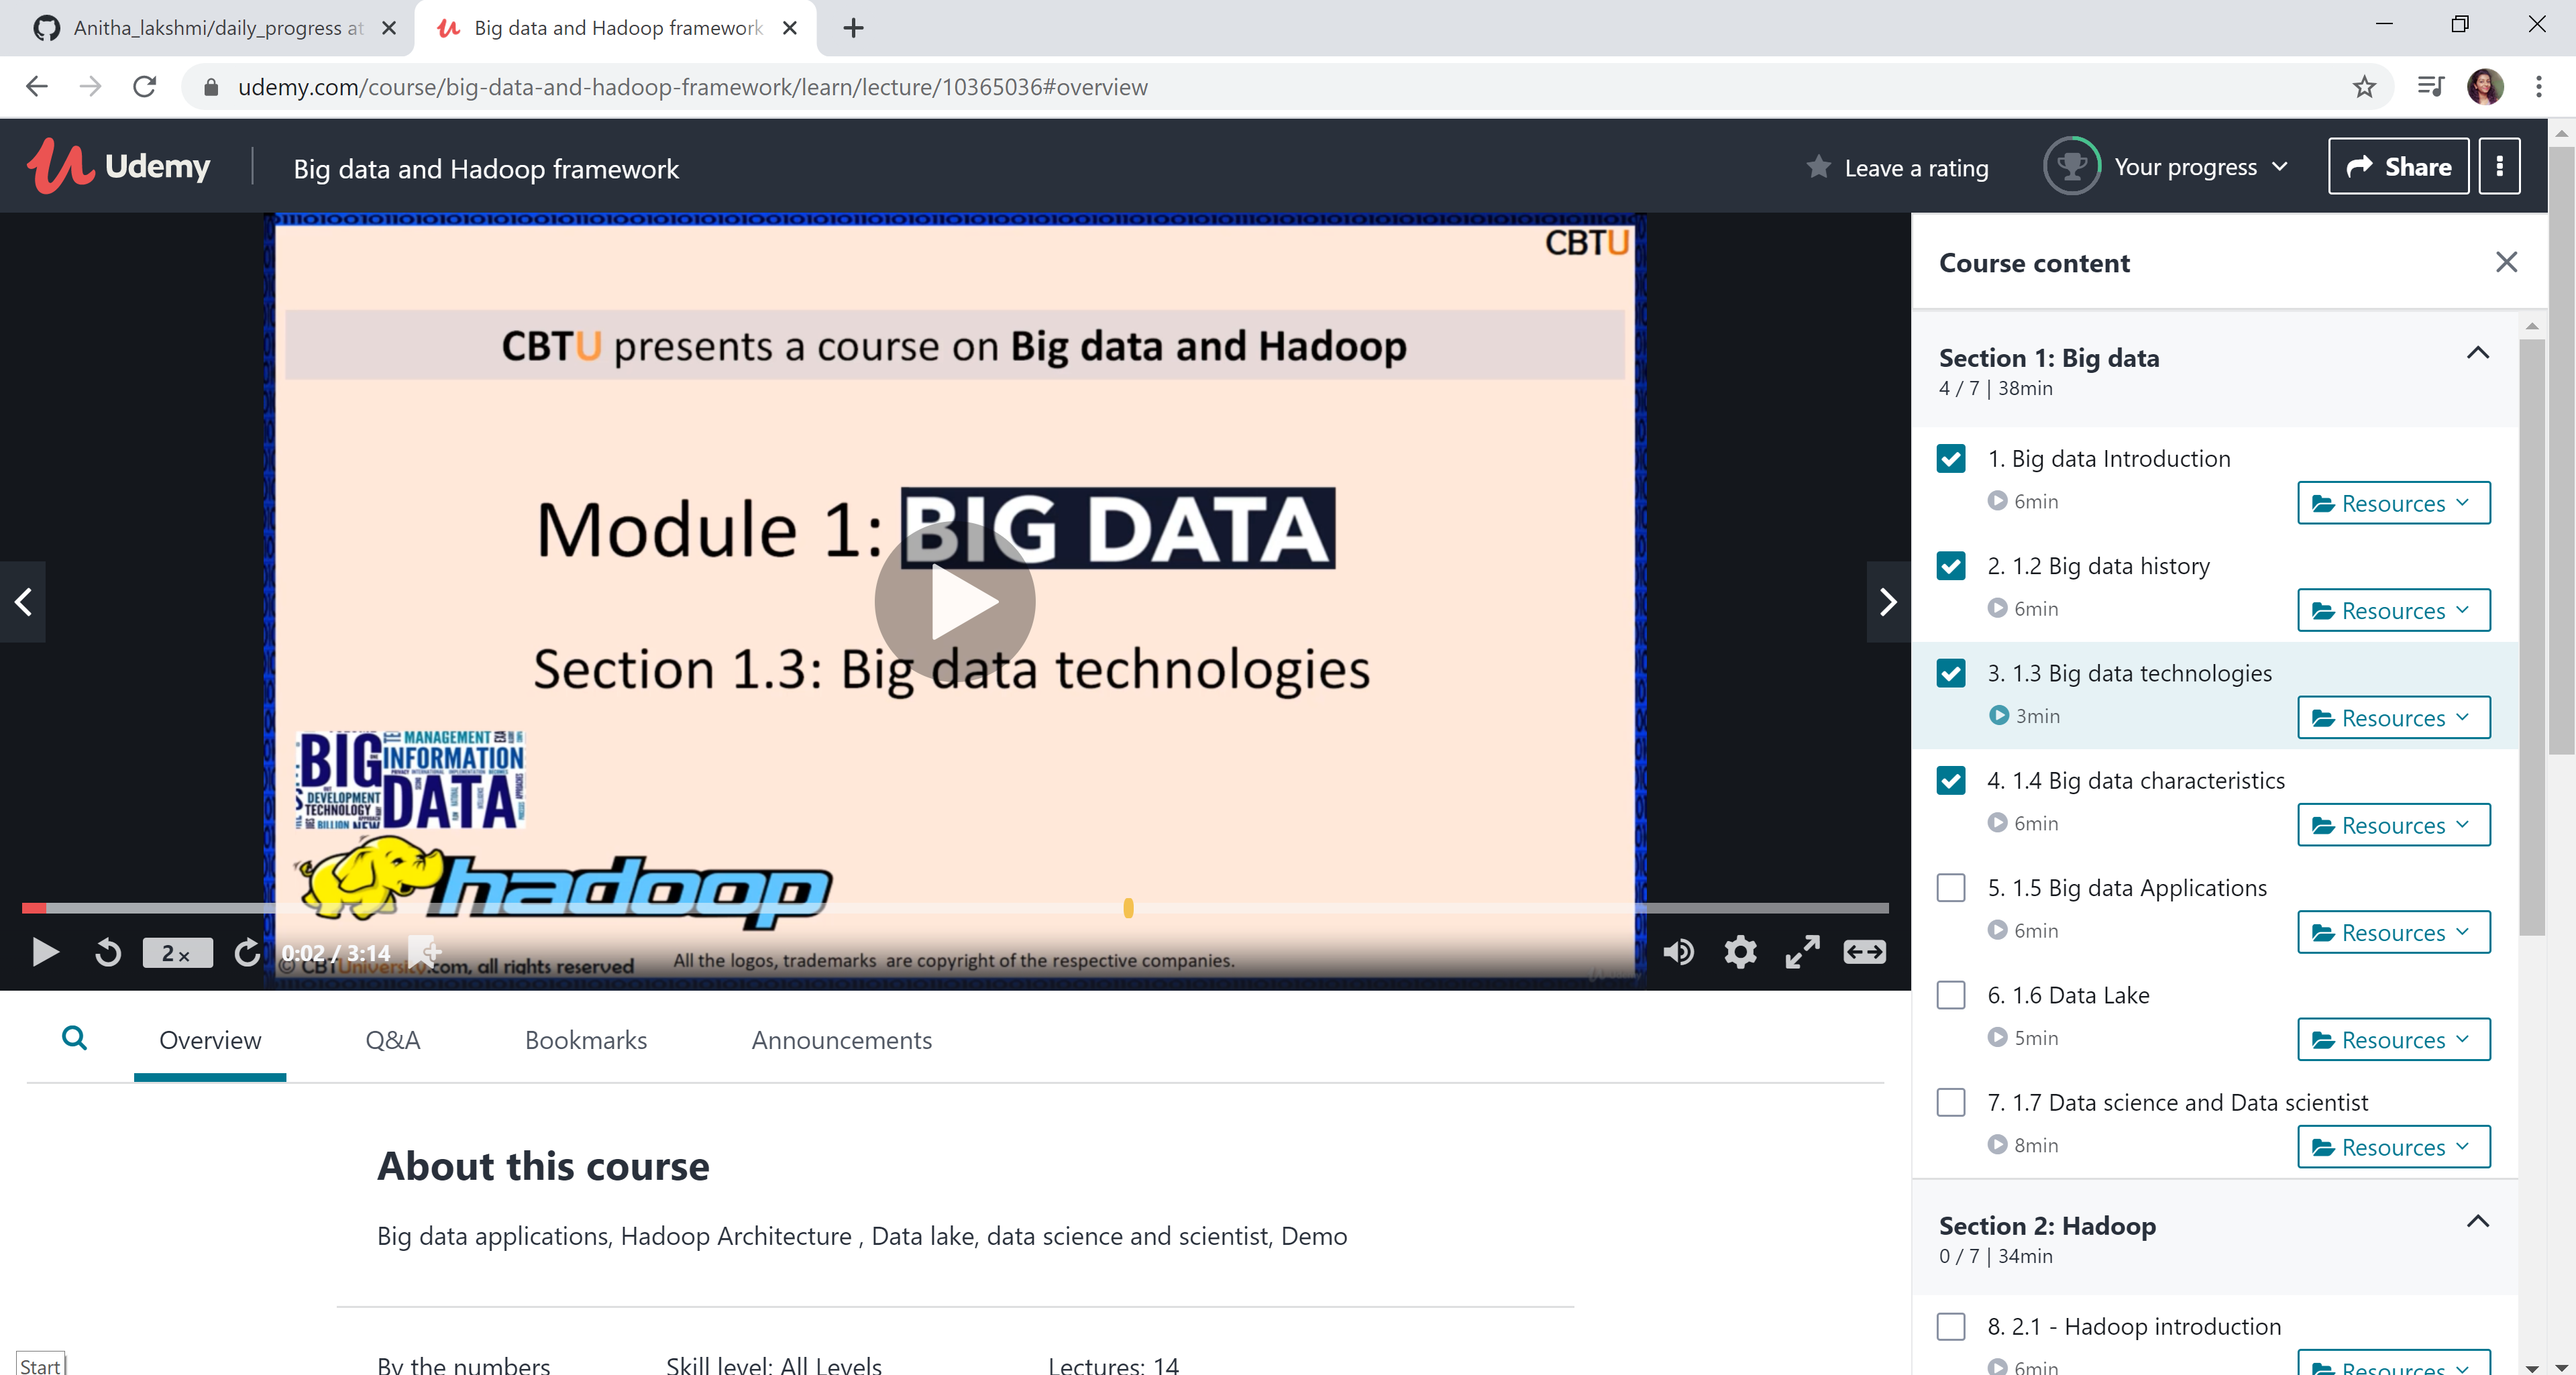 Anitha_lakshmi/daily_progress at
Big data and Hadoop framework
udemy.com/course/big-data-and-hadoop-framework/learn/lecture/10365036#overview
Udemy
Big data and Hadoop framework
Leave a rating
Your progress
Share
CBTU
CBTU presents a course on Big data and Hadoop
Module 1: BIG DATA
Section 1.3: Big data technologies
BIG
MANAGEMENT
INFORMATION
DATA
DEVELOPMENT
TECHNOLOGY
BILLION NEW
hadoop
2x
0:02 / 3:14
© CBTUniversity.com, all rights reserved
All the logos, trademarks are copyright of the respective companies.
Overview
Q&A
Bookmarks
Announcements
About this course
Big data applications, Hadoop Architecture , Data lake, data science and scientist, Demo
By the numbers
Skill level: All Levels
Lectures: 14
Start
Course content
Section 1: Big data
4 / 7 | 38min
1. Big data Introduction
6min
Resources
2. 1.2 Big data history
6min
Resources
3. 1.3 Big data technologies
3min
Resources
4. 1.4 Big data characteristics
6min
Resources
5. 1.5 Big data Applications
6min
Resources
6. 1.6 Data Lake
5min
Resources
7. 1.7 Data science and Data scientist
8min
Resources
Section 2: Hadoop
0 / 7 | 34min
8. 2.1 - Hadoop introduction
6min
Resources